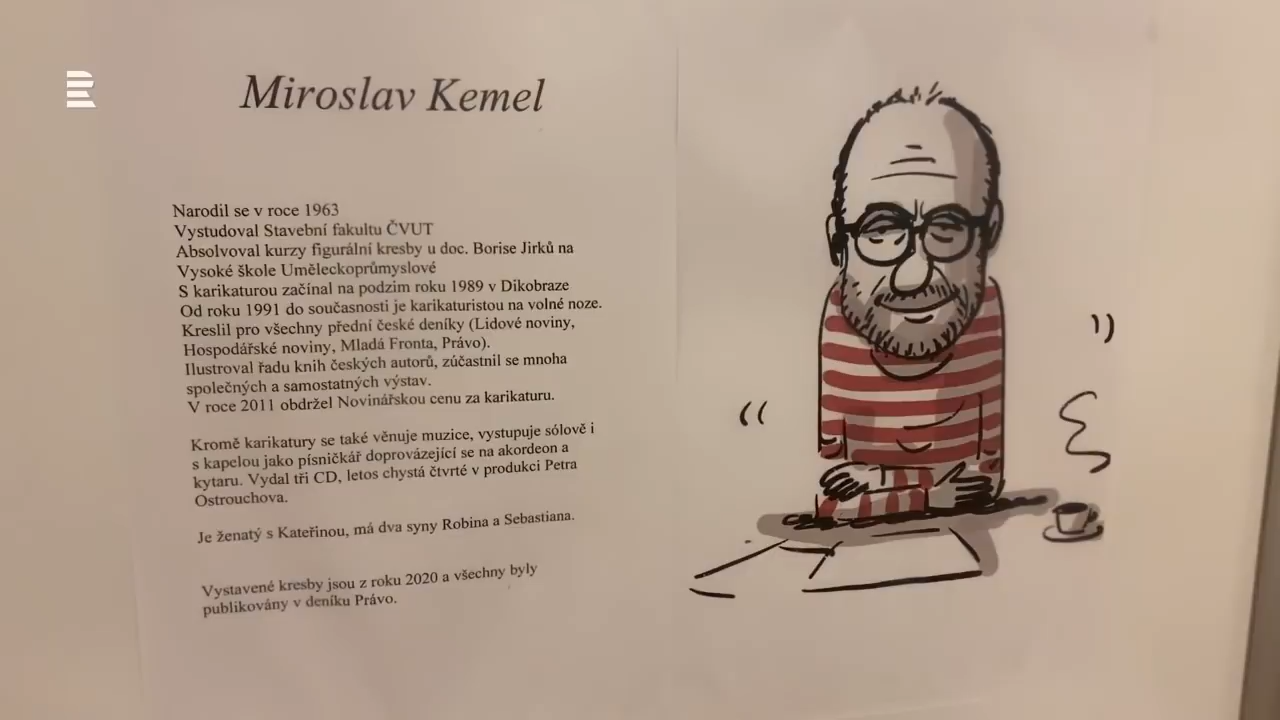 Miroslav Kemel
Narodil se v roce 1963
Vystudoval Stavební fakultu ČVUT
Absolvoval kurzy figurální kresby u doc. Borise Jirků na
Vysoké škole Uměleckoprůmyslové
S karikaturou začínal na podzim roku 1989 v Dikobraze
Od roku 1991 do současnosti je karikaturistou na volné noze.
Kreslil pro všechny přední české deníky (Lidové noviny,
Hospodářské noviny, Mladá Fronta, Právo).
Ilustroval řadu knih českých autorů, zúčastnil se mnoha
společných a samostatných výstav.
V roce 2011 obdržel Novinářskou cenu za karikaturu.
Kromě karikatury se také věnuje muzice, vystupuje sólově i
s kapelou jako písničkář doprovázející se na akordeon a
kytaru. Vydal tři CD, letos chystá čtvrté v produkci Petra
Ostrouchova.
Je ženatý s Kateřinou, má dva syny Robina a Sebastiana.
Vystavené kresby jsou z roku 2020 a všechny byly
publikovány v deníku Právo.